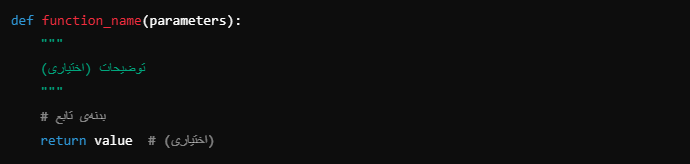 def function_name(parameters):
"""
توضیحات (اختیاری)
"""
# بدنه‌ی تابع
return value # (اختیاری)